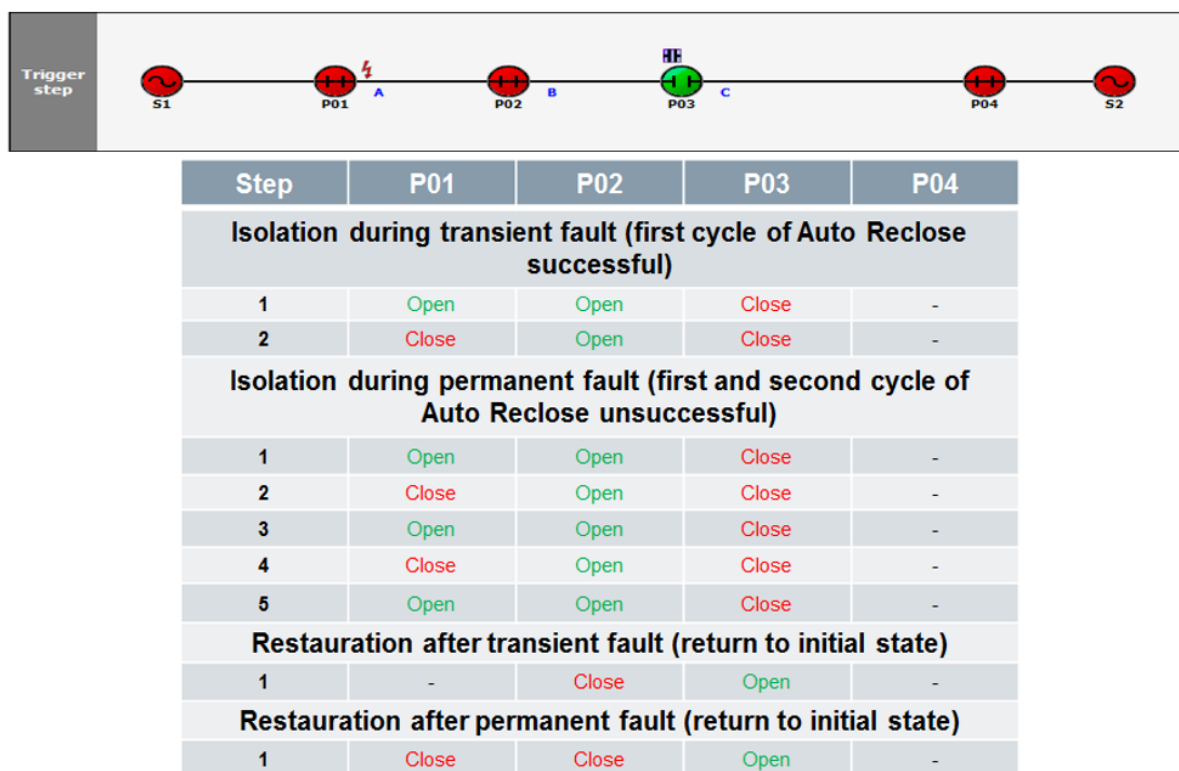 Trigger
step
A
B
C
S1
P01
P02
P03
P04
S2
Step P01 P02 P03 P04
Isolation during transient fault (first cycle of Auto Reclose
successful)
1 Open Open Close -
2 Close Open Close -
Isolation during permanent fault (first and second cycle of
Auto Reclose unsuccessful)
1 Open Open Close -
2 Close Open Close -
3 Open Open Close -
4 Close Open Close -
5 Open Open Close -
Restauration after transient fault (return to initial state)
1 - Close Open -
Restauration after permanent fault (return to initial state)
1 Close Close Open -